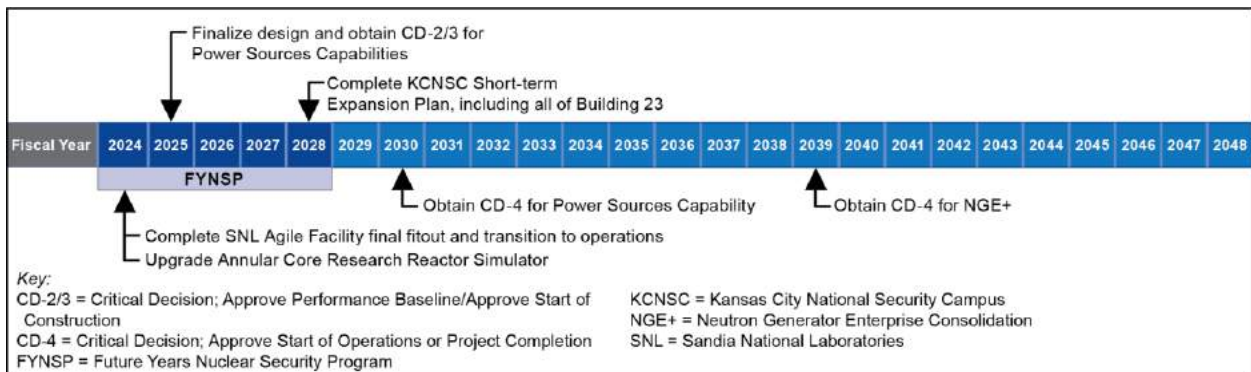 Finalize design and obtain CD-2/3 for
Power Sources Capabilities
Complete KCNSC Short-term
Expansion Plan, including all of Building 23
Fiscal Year 2024 2025 2026 2027 2028 2029 2030 2031 2032 2033 2034 2035 2036 2037 2038 2039 2040 2041 2042 2043 2044 2045 2046 2047 2048
FYNSP
Obtain CD-4 for Power Sources Capability
Obtain CD-4 for NGE+
Complete SNL Agile Facility final fitout and transition to operations
Upgrade Annular Core Research Reactor Simulator
Key:
CD-2/3 = Critical Decision; Approve Performance Baseline/Approve Start of
Construction
CD-4 = Critical Decision; Approve Start of Operations or Project Completion
FYNSP = Future Years Nuclear Security Program
KCNSC = Kansas City National Security Campus
NGE+ = Neutron Generator Enterprise Consolidation
SNL = Sandia National Laboratories